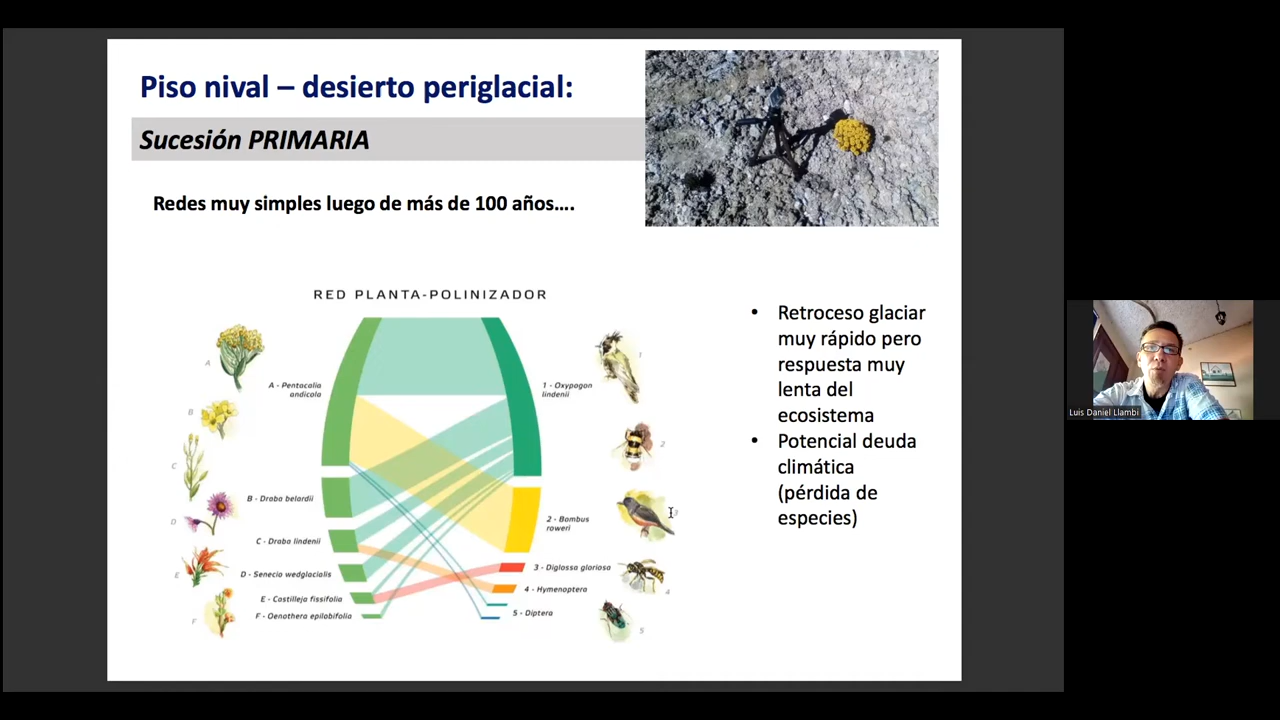 Piso nival – desierto periglacial:
Sucesión PRIMARIA
Redes muy simples luego de más de 100 años....
RED PLANTA-POLINIZADOR
A
B
C
D
E
F
A - Pentacalia
andicola
B - Draba belardii
C - Draba lindenii
D - Senecio wedglacialis
E - Castilleja fissifolia
F - Oenothera epilobifolia
1 - Oxypogon
lindenii
2 - Bombus
roweri
3 - Diglossa gloriosa
4 - Hymenoptera
5 - Diptera
1
2
3
4
5
• Retroceso glaciar
muy rápido pero
respuesta muy
lenta del
ecosistema
• Potencial deuda
climática
(pérdida de
especies)
Luis Daniel Llambi